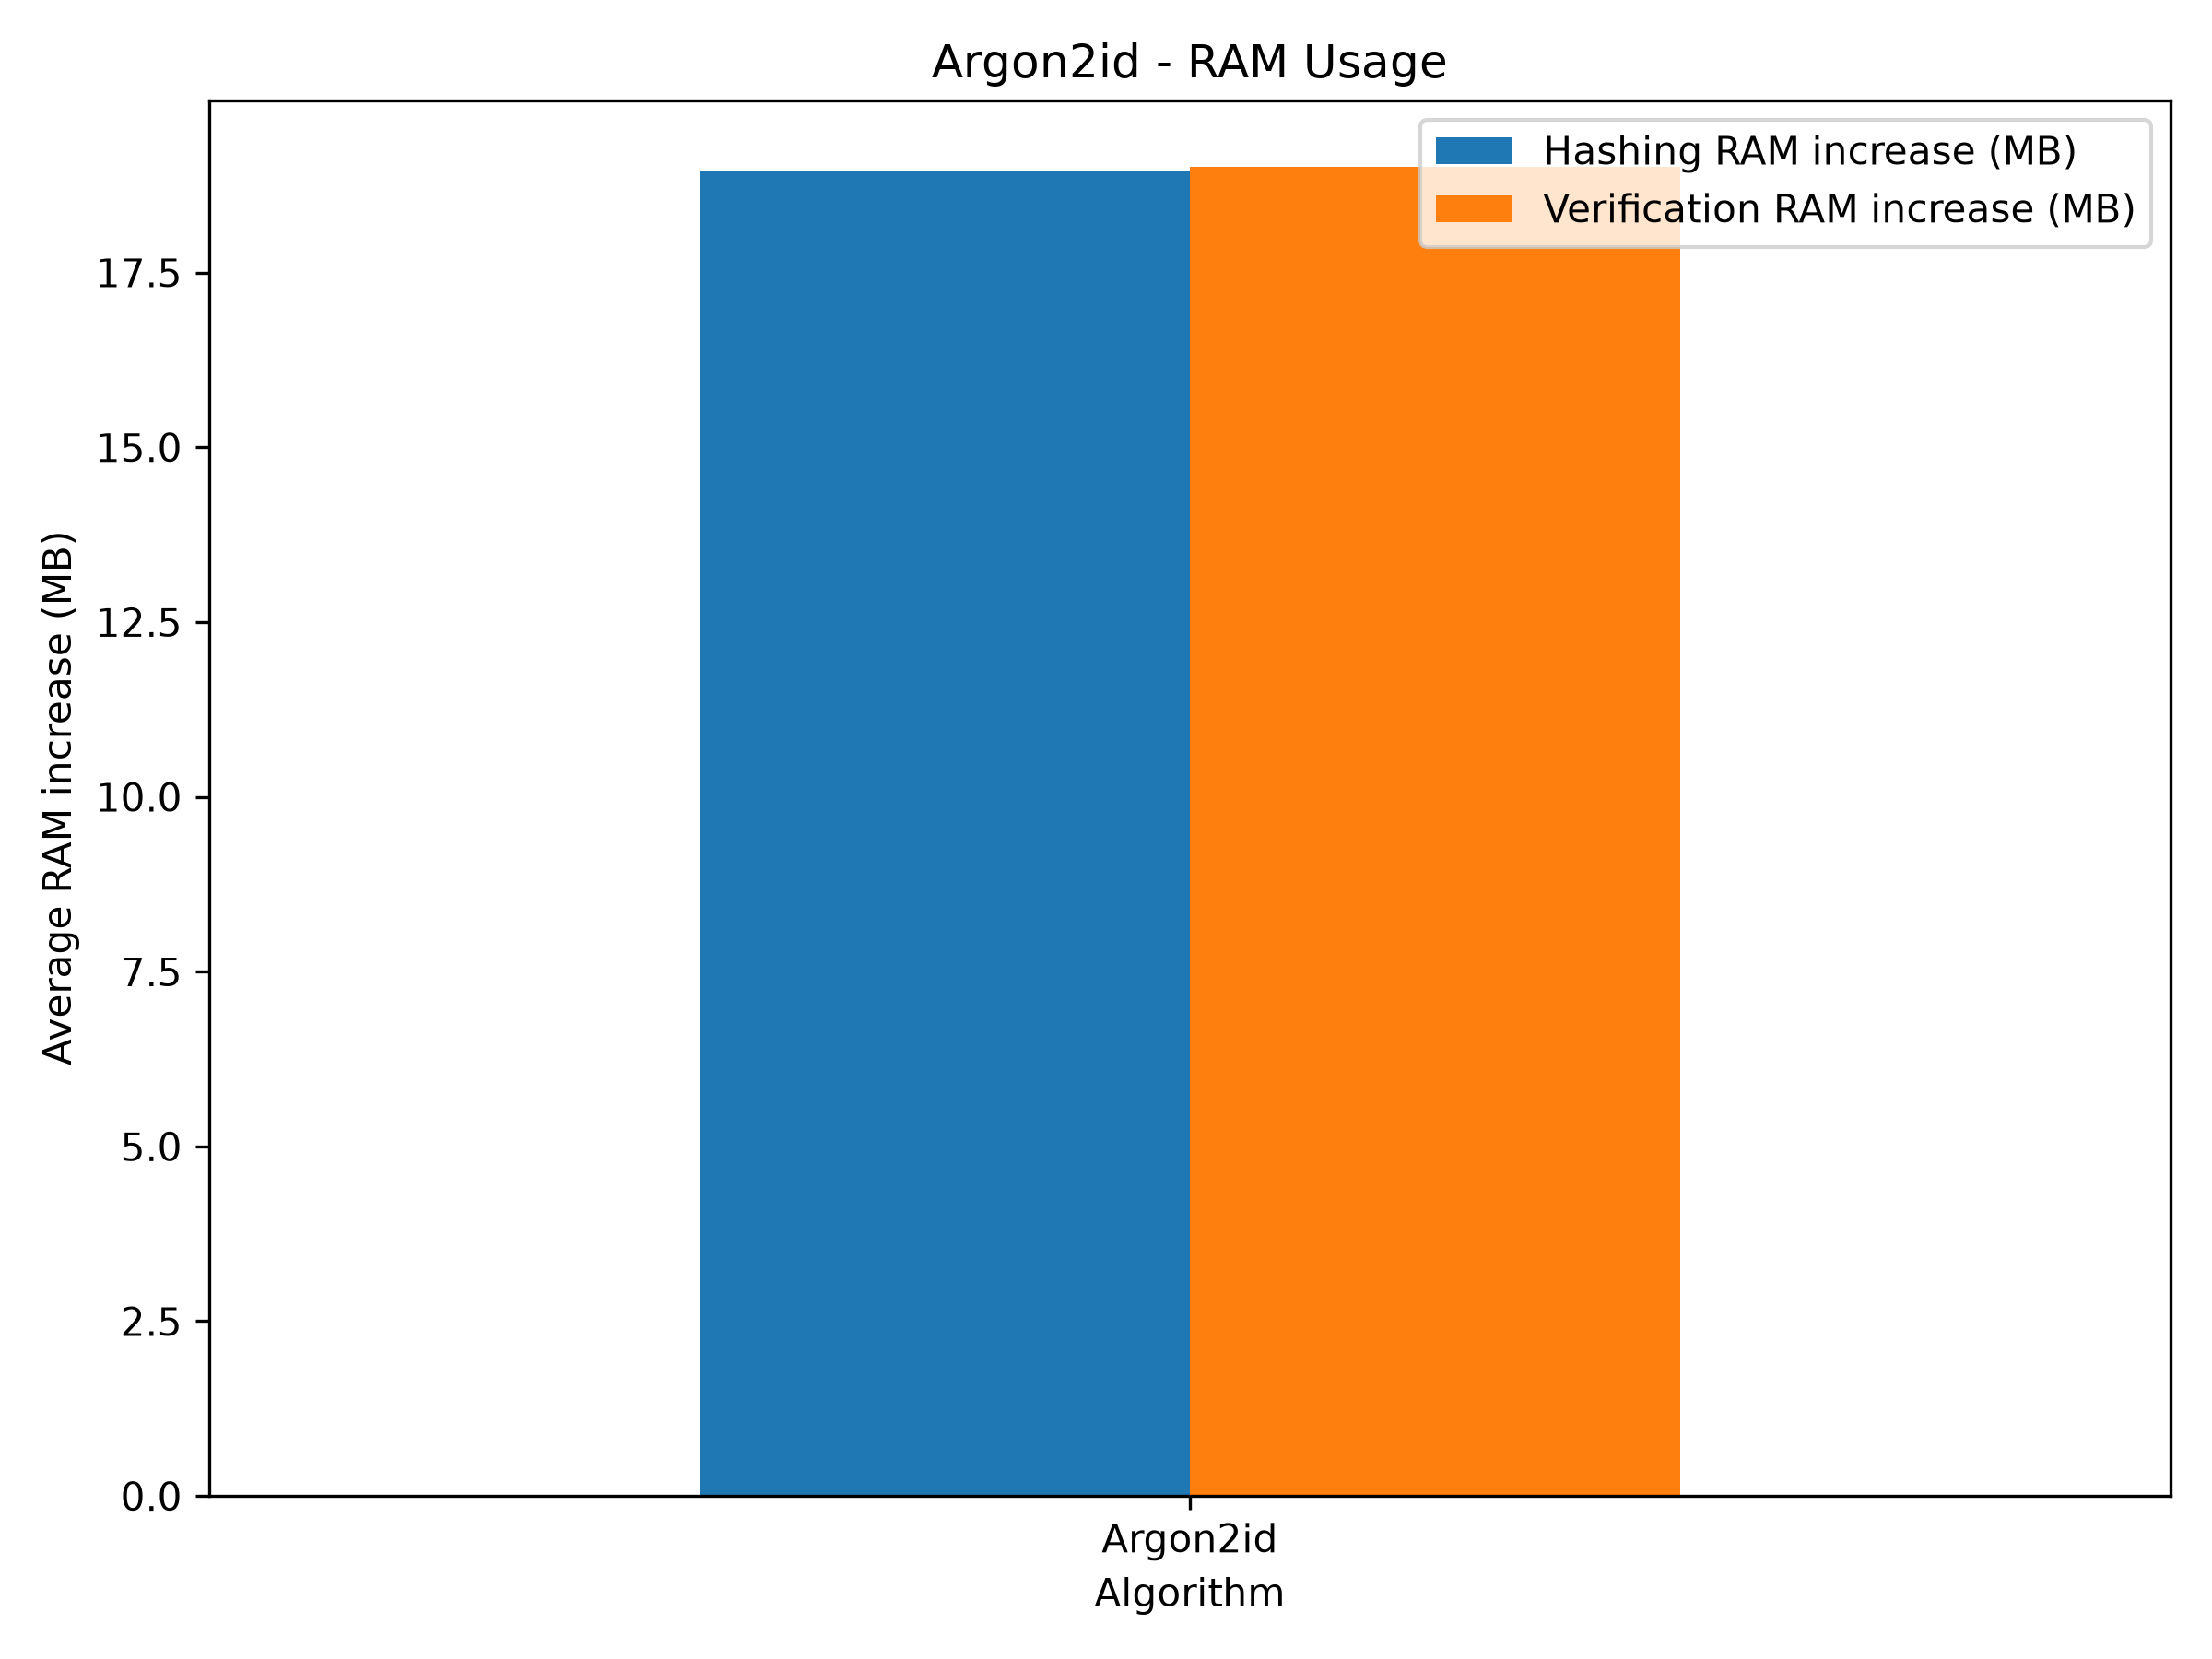 Argon2id - RAM Usage
Hashing RAM increase (MB)
Verification RAM increase (MB)
Average RAM increase (MB)
17.5
15.0
12.5
10.0
7.5
5.0
2.5
0.0
Argon2id
Algorithm